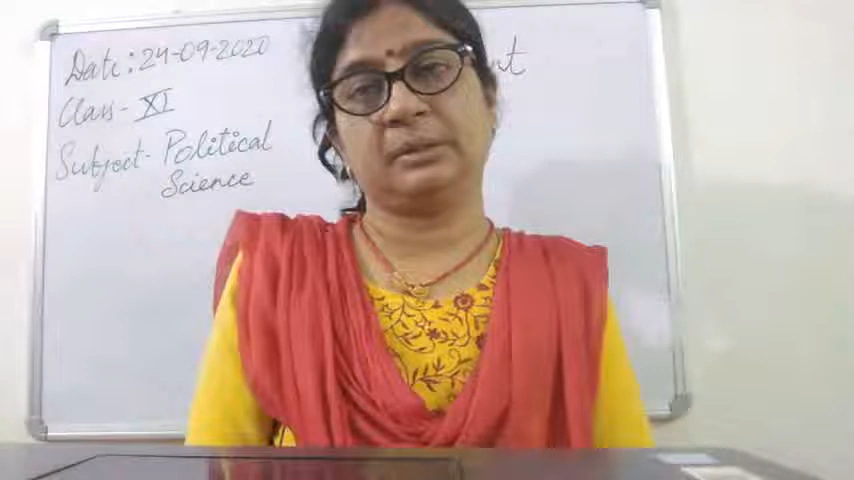 Date: 24-09-2020
Class- XI
Subject- Political
Science